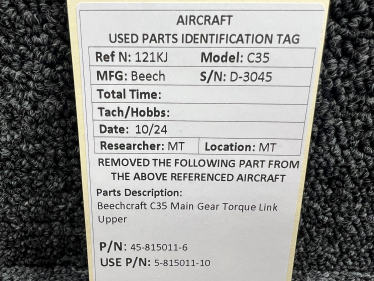 AIRCRAFT
USED PARTS IDENTIFICATION TAG
Ref N: 121KJ Model: C35
MFG: Beech S/N: D-3045
Total Time:
Tach/Hobbs:
Date: 10/24
Researcher: MT Location: MT
REMOVED THE FOLLOWING PART FROM
THE ABOVE REFERENCED AIRCRAFT
Parts Description:
Beechcraft C35 Main Gear Torque Link
Upper
P/N: 45-815011-6
USE P/N: 5-815011-10